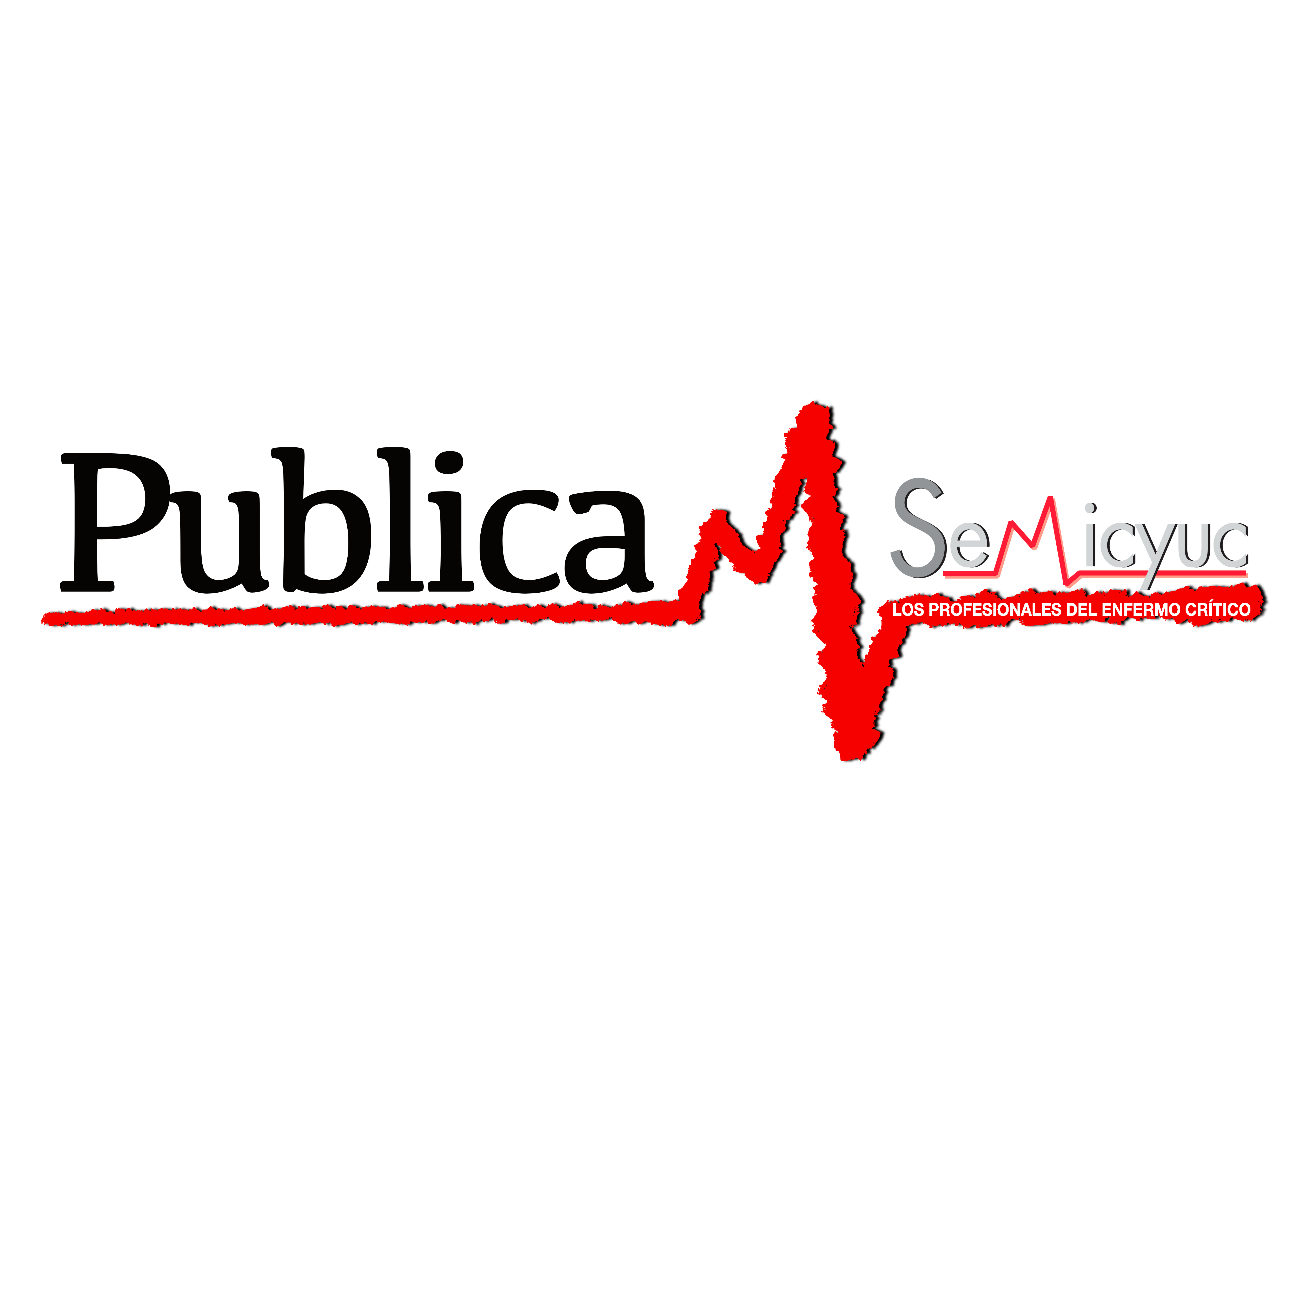 Publica
SeMicyuc
LOS PROFESIONALES DEL ENFERMO CRÍTICO